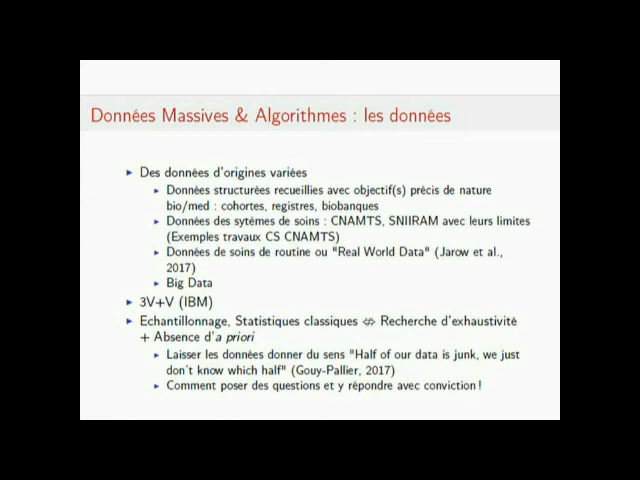 Données Massives & Algorithmes : les données
▶ Des données d'origines variées
▶ Données structurées recueillies avec objectif(s) précis de nature
bio/med : cohortes, registres, biobanques
▶ Données des sytèmes de soins : CNAMTS, SNIIRAM avec leurs limites
(Exemples travaux CS CNAMTS)
▶ Données de soins de routine ou "Real World Data" (Jarow et al.,
2017)
▶ Big Data
▶ 3V+V (IBM)
▶ Echantillonnage, Statistiques classiques ⇎ Recherche d'exhaustivité
+ Absence d'a priori
▶ Laisser les données donner du sens "Half of our data is junk, we just
don't know which half" (Gouy-Pallier, 2017)
▶ Comment poser des questions et y répondre avec conviction !